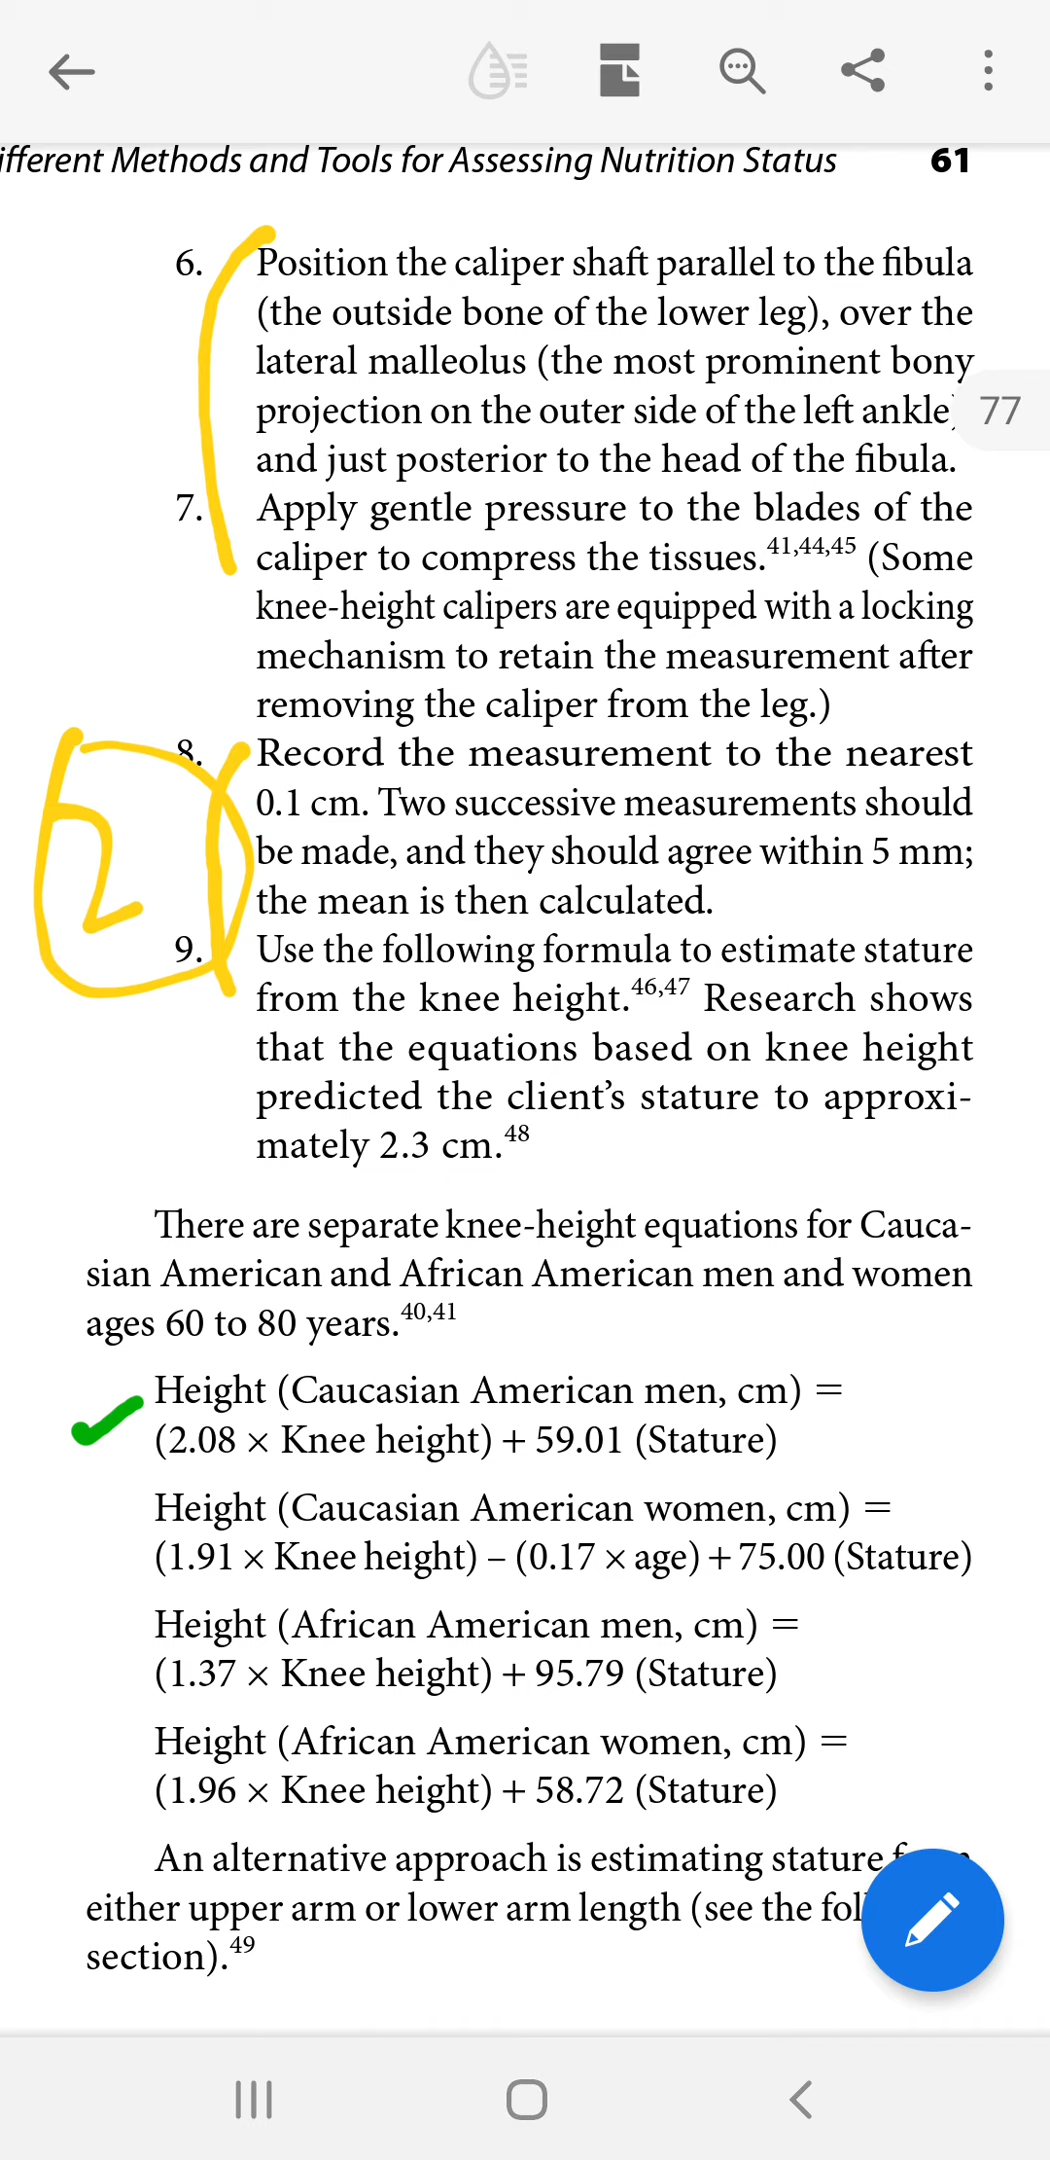 ifferent Methods and Tools for Assessing Nutrition Status 61
6. Position the caliper shaft parallel to the fibula
(the outside bone of the lower leg), over the
lateral malleolus (the most prominent bony
projection on the outer side of the left ankle)
77
and just posterior to the head of the fibula.
7. Apply gentle pressure to the blades of the
caliper to compress the tissues.41,44,45 (Some
knee-height calipers are equipped with a locking
mechanism to retain the measurement after
removing the caliper from the leg.)
8. Record the measurement to the nearest
0.1 cm. Two successive measurements should
be made, and they should agree within 5 mm;
2
the mean is then calculated.
9. Use the following formula to estimate stature
from the knee height.46,47 Research shows
that the equations based on knee height
predicted the client's stature to approxi-
mately 2.3 cm.48
There are separate knee-height equations for Cauca-
sian American and African American men and women
ages 60 to 80 years.40,41
Height (Caucasian American men, cm) =
(2.08 × Knee height) + 59.01 (Stature)
Height (Caucasian American women, cm) =
(1.91 × Knee height) – (0.17 × age) + 75.00 (Stature)
Height (African American men, cm) =
(1.37 × Knee height) + 95.79 (Stature)
Height (African American women, cm) =
(1.96 × Knee height) + 58.72 (Stature)
An alternative approach is estimating stature
either upper arm or lower arm length (see the fol
section).49